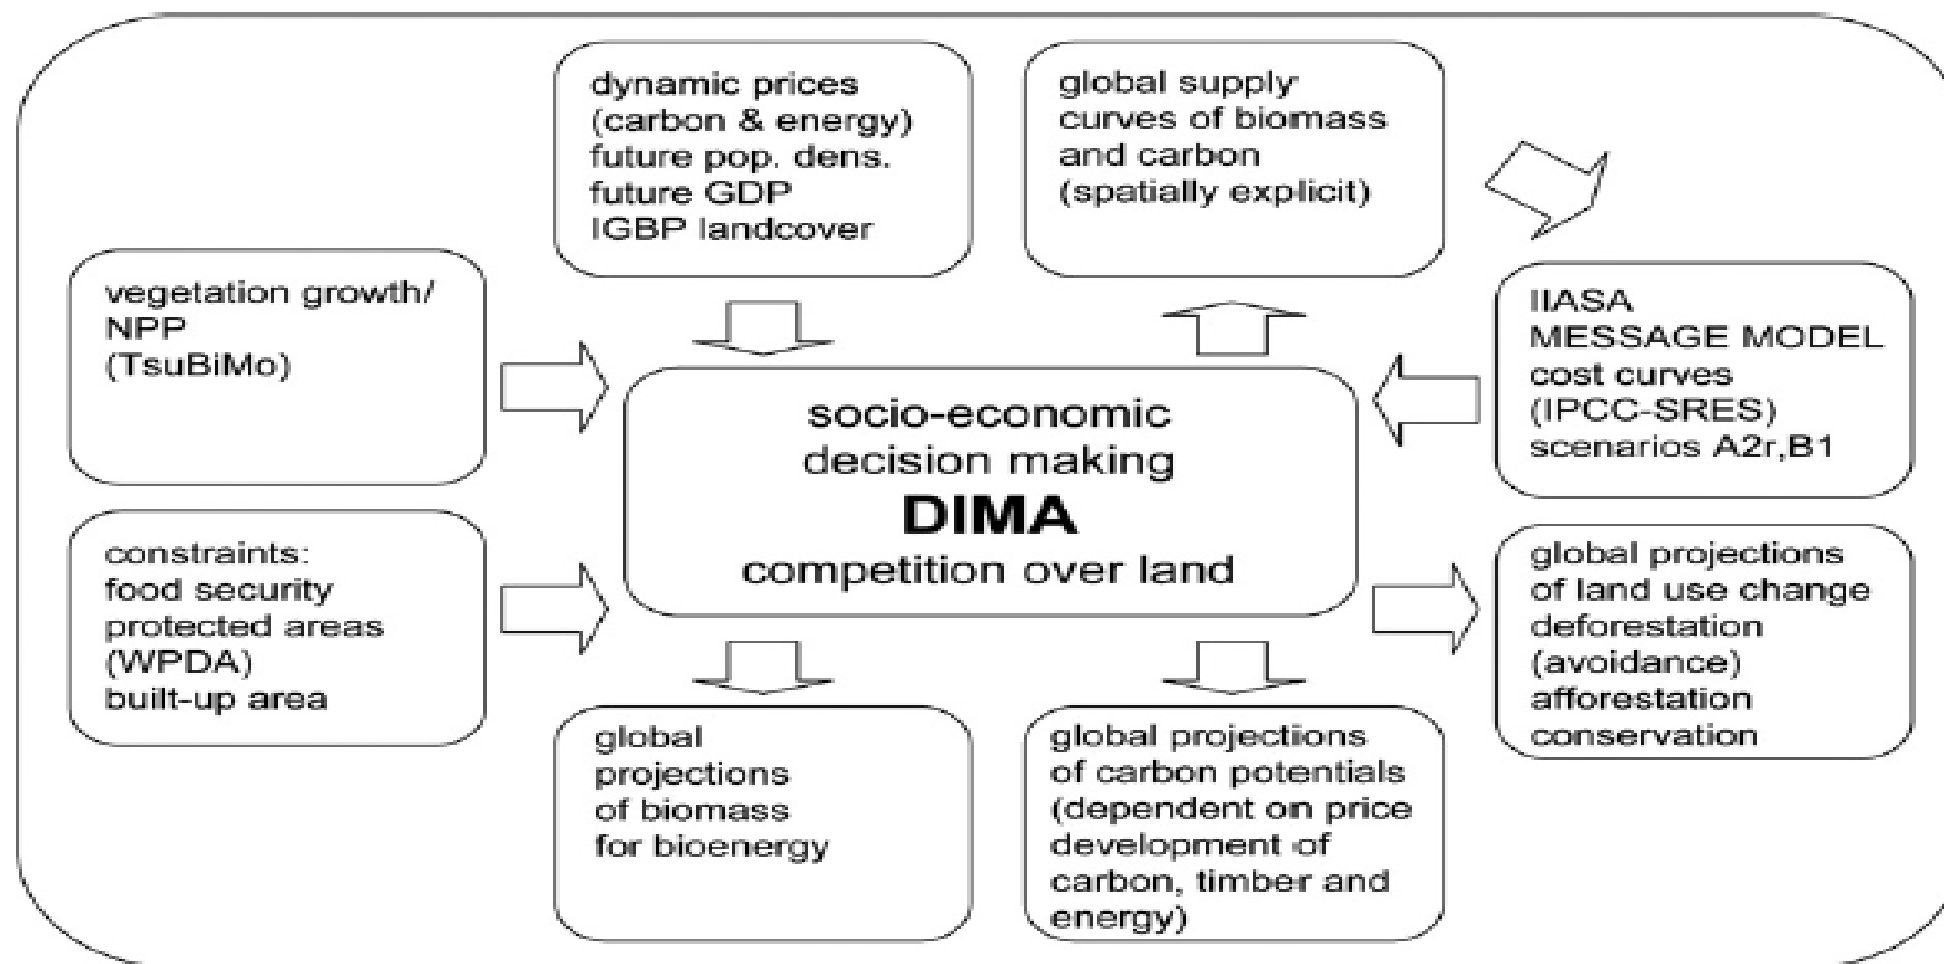 dynamic prices
(carbon & energy)
future pop. dens.
future GDP
IGBP landcover
global supply
curves of biomass
and carbon
(spatially explicit)
vegetation growth/
NPP
(TsuBiMo)
IIASA
MESSAGE MODEL
cost curves
(IPCC-SRES)
scenarios A2r,B1
socio-economic
decision making
DIMA
competition over land
constraints:
food security
protected areas
(WPDA)
built-up area
global projections
of land use change
deforestation
(avoidance)
afforestation
conservation
global
projections
of biomass
for bioenergy
global projections
of carbon potentials
(dependent on price
development of
carbon, timber and
energy)